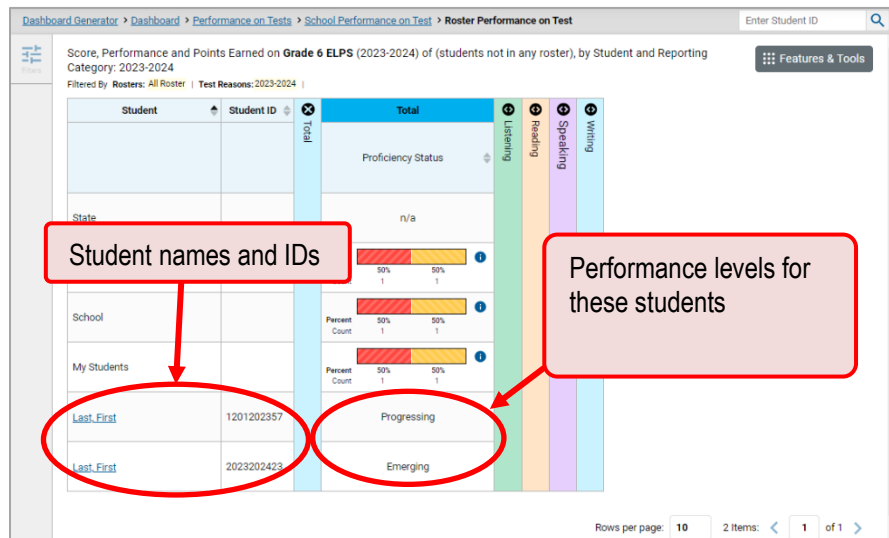 Dashboard Generator > Dashboard > Performance on Tests > School Performance on Test > Roster Performance on Test
Enter Student ID
Filters
Score, Performance and Points Earned on Grade 6 ELPS (2023-2024) of (students not in any roster), by Student and Reporting
Category: 2023-2024
Features & Tools
Filtered By Rosters: All Roster | Test Reasons: 2023-2024 |
Student
Student ID
Total
Total
Proficiency Status
Listening
Reading
Speaking
Writing
State
n/a
Student names and IDs
50% 50%
1 1
Performance levels for
these students
School
Percent 50% 50%
Count 1 1
My Students
Percent 50% 50%
Count 1 1
Last, First 1201202357 Progressing
Last, First 2023202423 Emerging
Rows per page: 10 2 Items: < 1 of 1 >